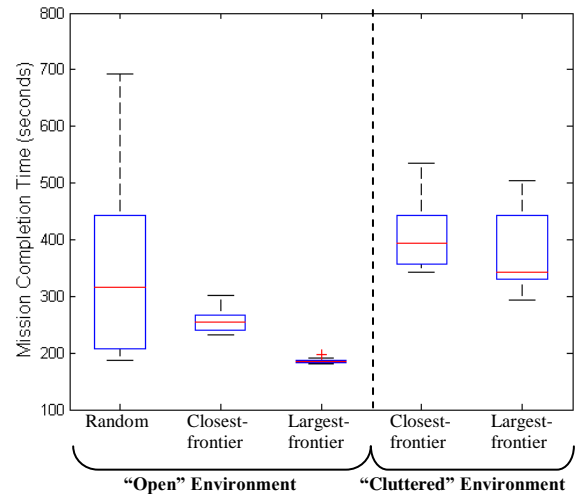 800
700
600
500
400
300
200
100
Mission Completion Time (seconds)
Random
Closest-
frontier
Largest-
frontier
Closest-
frontier
Largest-
frontier
“Open” Environment
“Cluttered” Environment